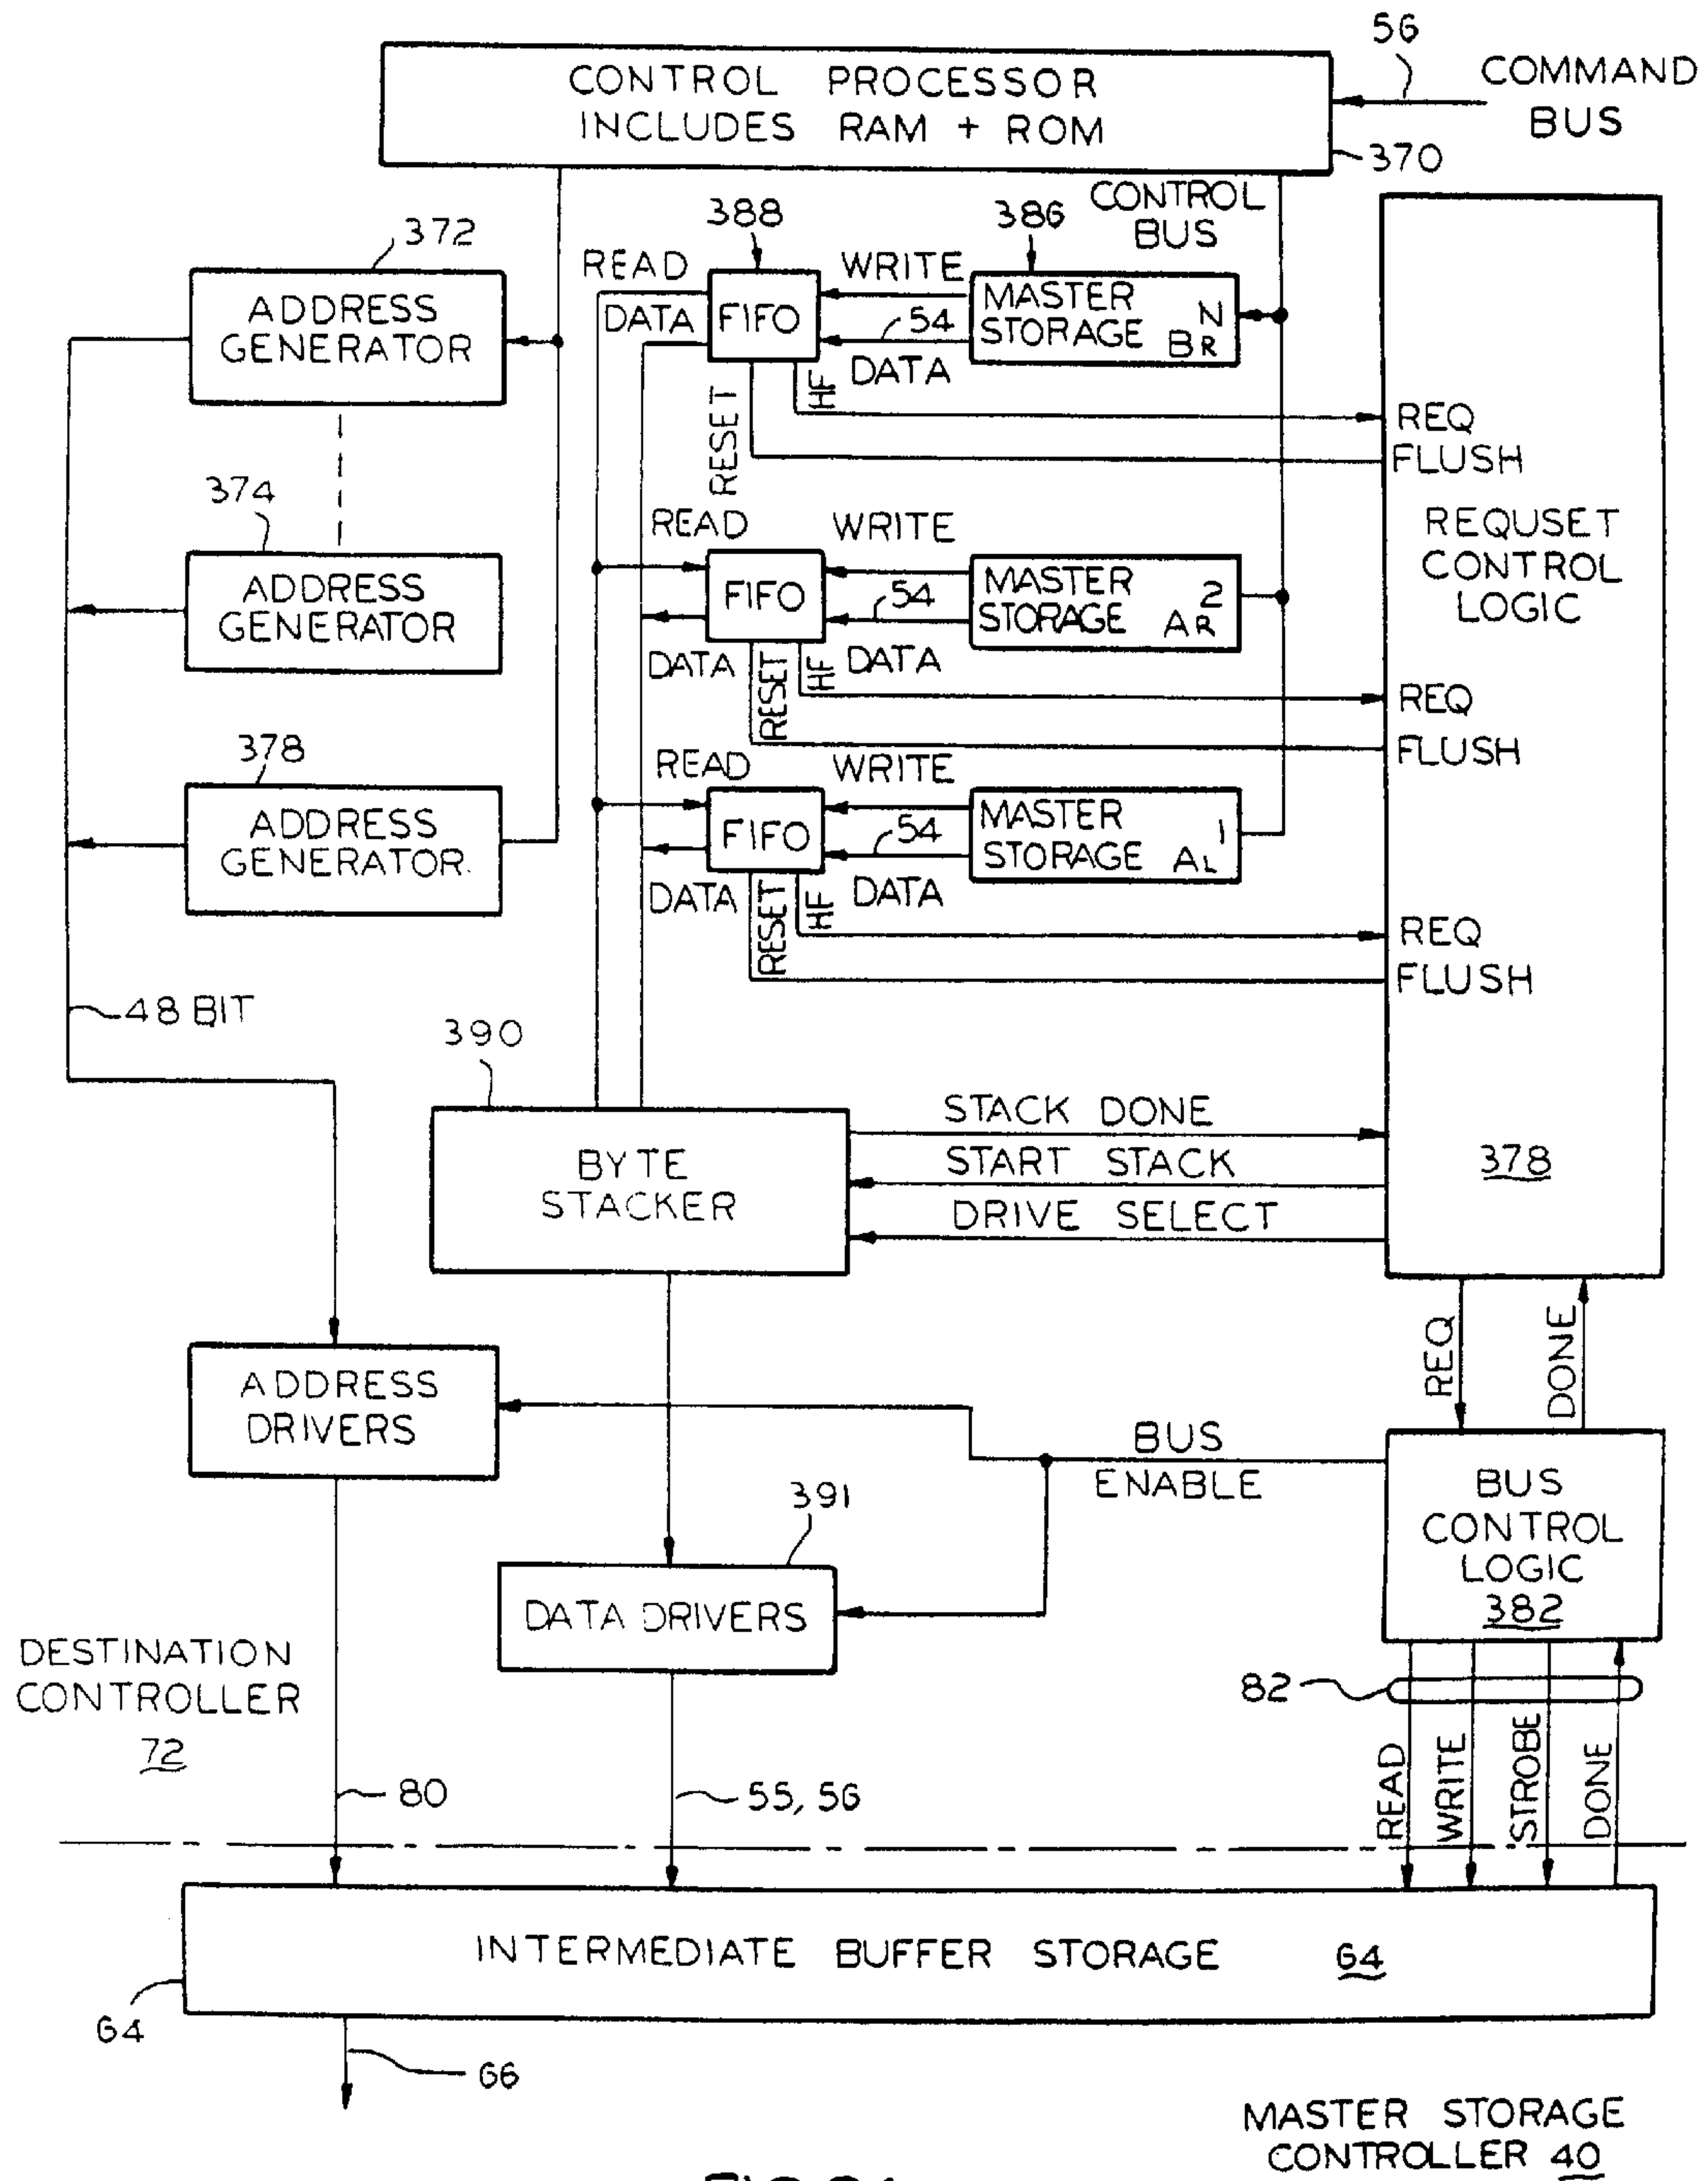 56
COMMAND
BUS
CONTROL PROCESSOR
INCLUDES RAM + ROM
370
CONTROL
BUS
388
386
372
READ
WRITE
ADDRESS
GENERATOR
DATA
FIFO
54
MASTER
STORAGE
N
BR
DATA
RESET
HF
REQ
FLUSH
374
READ
WRITE
REQUSET
CONTROL
LOGIC
ADDRESS
GENERATOR
FIFO
54
MASTER
STORAGE
2
AR
DATA
RESET
HF
DATA
REQ
FLUSH
378
READ
WRITE
ADDRESS
GENERATOR
FIFO
54
MASTER
STORAGE
1
AL
DATA
RESET
HF
DATA
REQ
FLUSH
48 BIT
390
STACK DONE
BYTE
STACKER
START STACK
378
DRIVE SELECT
REQ
DONE
ADDRESS
DRIVERS
BUS
ENABLE
391
BUS
CONTROL
LOGIC
382
DATA DRIVERS
DESTINATION
CONTROLLER
72
82
READ
WRITE
STROBE
DONE
80
55, 56
INTERMEDIATE BUFFER STORAGE 64
64
66
MASTER STORAGE
CONTROLLER 40